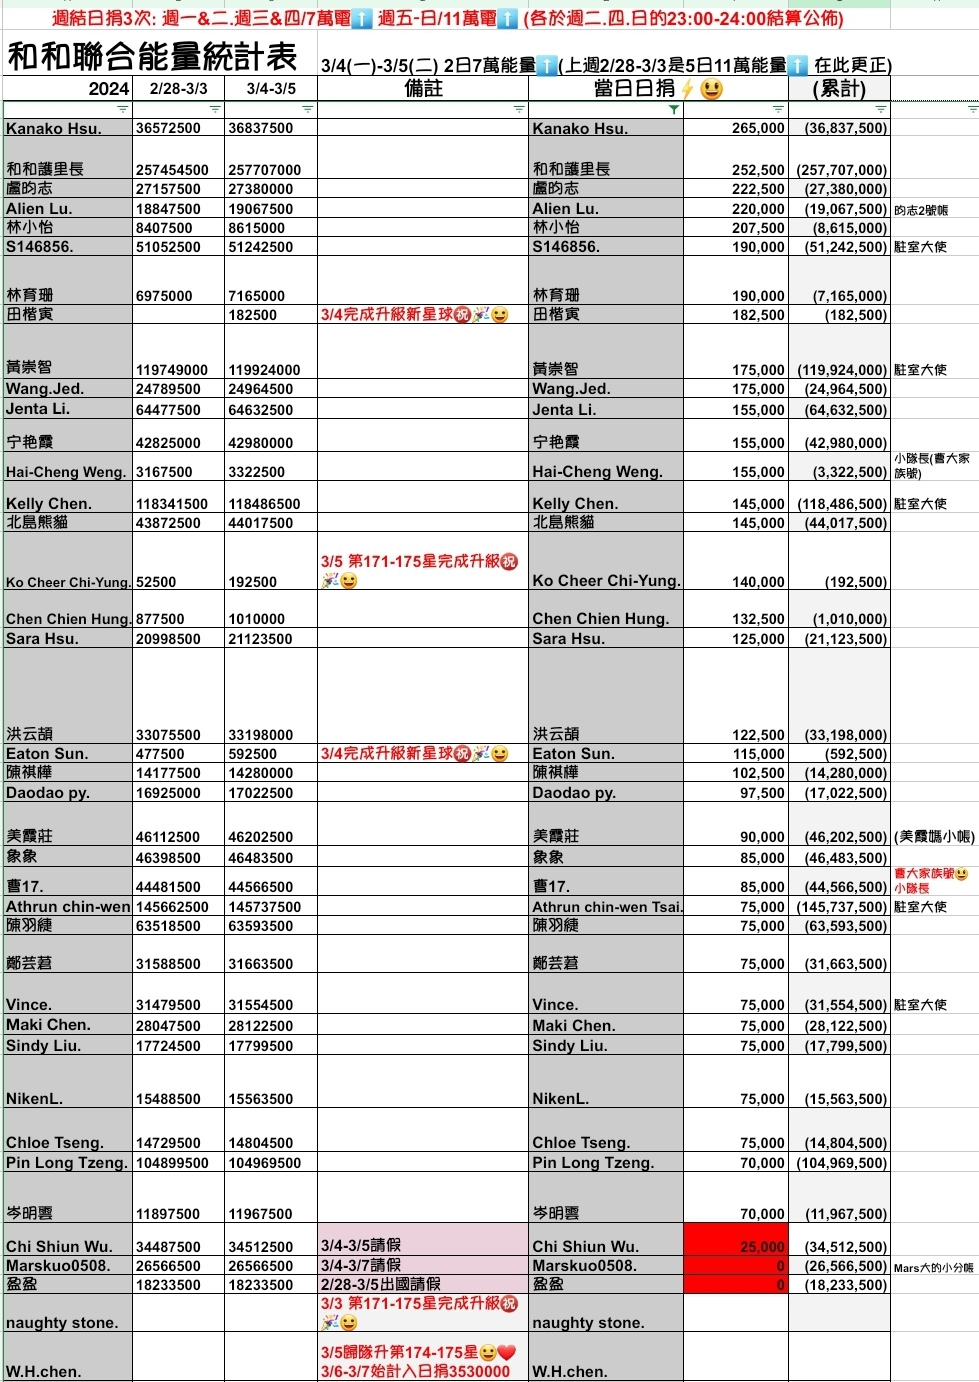 週結日捐3次: 週一&二.週三&四/7萬電⬆️ 週五-日/11萬電⬆️ (各於週二.四.日的23:00-24:00結算公佈)
和和聯合能量統計表 3/4(一)-3/5(二) 2日7萬能量⬆️(上週2/28-3/3是5日11萬能量⬆️ 在此更正)
2024 2/28-3/3 3/4-3/5 備註 當日日捐⚡😃 (累計)
Kanako Hsu. 36572500 36837500 Kanako Hsu. 265,000 (36,837,500)
和和護里長 257454500 257707000 和和護里長 252,500 (257,707,000)
盧昀志 27157500 27380000 盧昀志 222,500 (27,380,000)
Alien Lu. 18847500 19067500 Alien Lu. 220,000 (19,067,500) 昀志2號帳
林小怡 8407500 8615000 林小怡 207,500 (8,615,000)
S146856. 51052500 51242500 S146856. 190,000 (51,242,500) 駐室大使
林育珊 6975000 7165000 林育珊 190,000 (7,165,000)
田楷寅 182500 3/4完成升級新星球㊗️🎉😆 田楷寅 182,500 (182,500)
黃崇智 119749000 119924000 黃崇智 175,000 (119,924,000) 駐室大使
Wang.Jed. 24789500 24964500 Wang.Jed. 175,000 (24,964,500)
Jenta Li. 64477500 64632500 Jenta Li. 155,000 (64,632,500)
宁艳霞 42825000 42980000 宁艳霞 155,000 (42,980,000)
Hai-Cheng Weng. 3167500 3322500 Hai-Cheng Weng. 155,000 (3,322,500) 小隊長(曹大家族號)
Kelly Chen. 118341500 118486500 Kelly Chen. 145,000 (118,486,500) 駐室大使
北島熊貓 43872500 44017500 北島熊貓 145,000 (44,017,500)
Ko Cheer Chi-Yung. 52500 192500 3/5 第171-175星完成升級㊗️🎉😆 Ko Cheer Chi-Yung. 140,000 (192,500)
Chen Chien Hung. 877500 1010000 Chen Chien Hung. 132,500 (1,010,000)
Sara Hsu. 20998500 21123500 Sara Hsu. 125,000 (21,123,500)
洪云頡 33075500 33198000 洪云頡 122,500 (33,198,000)
Eaton Sun. 477500 592500 3/4完成升級新星球㊗️🎉😆 Eaton Sun. 115,000 (592,500)
陳祺樺 14177500 14280000 陳祺樺 102,500 (14,280,000)
Daodao py. 16925000 17022500 Daodao py. 97,500 (17,022,500)
美霞莊 46112500 46202500 美霞莊 90,000 (46,202,500) (美霞媽小帳)
象象 46398500 46483500 象象 85,000 (46,483,500)
曹17. 44481500 44566500 曹17. 85,000 (44,566,500) 曹大家族號😃小隊長
Athrun chin-wen 145662500 145737500 Athrun chin-wen Tsai. 75,000 (145,737,500) 駐室大使
陳羽緁 63518500 63593500 陳羽緁 75,000 (63,593,500)
鄭芸莙 31588500 31663500 鄭芸莙 75,000 (31,663,500)
Vince. 31479500 31554500 Vince. 75,000 (31,554,500) 駐室大使
Maki Chen. 28047500 28122500 Maki Chen. 75,000 (28,122,500)
Sindy Liu. 17724500 17799500 Sindy Liu. 75,000 (17,799,500)
NikenL. 15488500 15563500 NikenL. 75,000 (15,563,500)
Chloe Tseng. 14729500 14804500 Chloe Tseng. 75,000 (14,804,500)
Pin Long Tzeng. 104899500 104969500 Pin Long Tzeng. 70,000 (104,969,500)
岑明雲 11897500 11967500 岑明雲 70,000 (11,967,500)
Chi Shiun Wu. 34487500 34512500 3/4-3/5請假 Chi Shiun Wu. 25,000 (34,512,500)
Marskuo0508. 26566500 26566500 3/4-3/7請假 Marskuo0508. 0 (26,566,500) Mars大的小分帳
盈盈 18233500 18233500 2/28-3/5出國請假 盈盈 0 (18,233,500)
naughty stone. 3/3 第171-175星完成升級㊗️🎉😆 naughty stone.
W.H.chen. 3/5歸隊升第174-175星😆❤️ W.H.chen.
3/6-3/7始計入日捐3530000